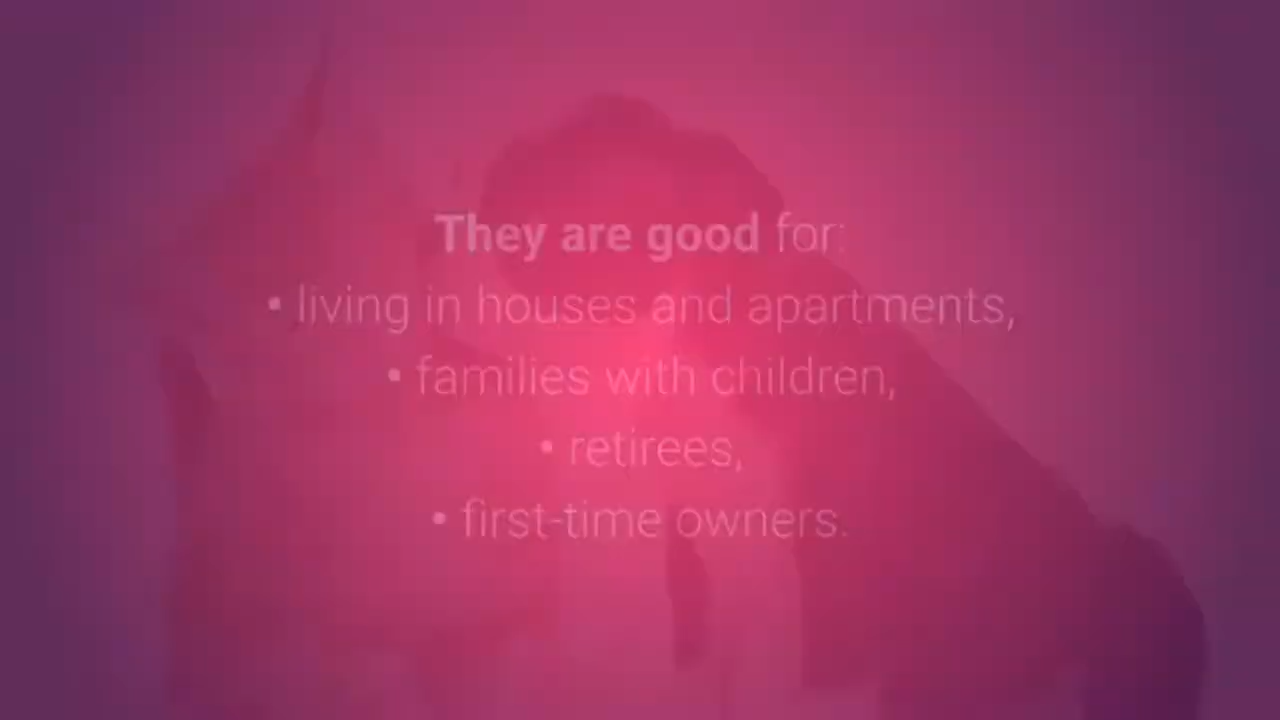 They are good for:
• living in houses and apartments,
• families with children,
• retirees,
• first-time owners.